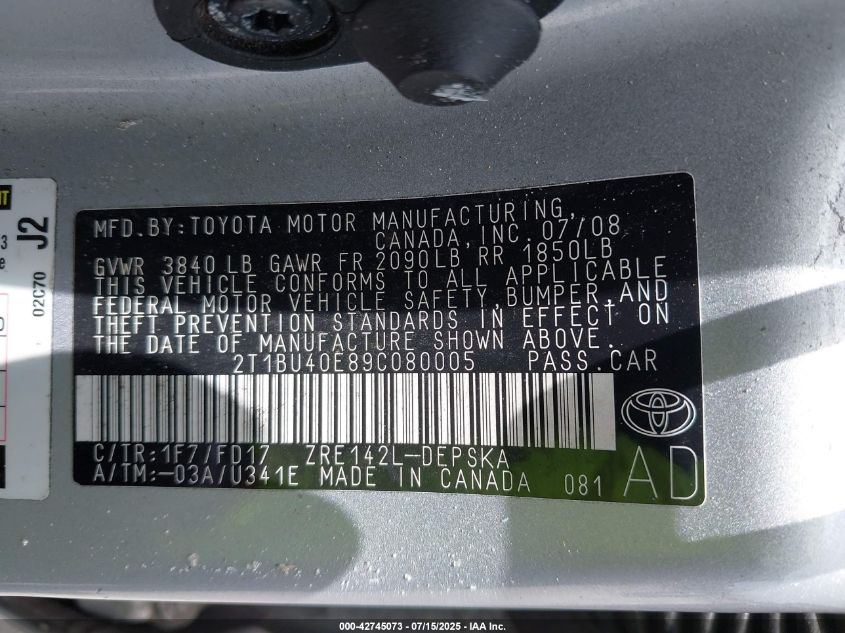 MFD.BY:TOYOTA MOTOR MANUFACTURING,
CANADA,INC. 07/08
GVWR 3840 LB GAWR FR 2090LB RR 1850LB
THIS VEHICLE CONFORMS TO ALL APPLICABLE
FEDERAL MOTOR VEHICLE SAFETY,BUMPER,AND
THEFT PREVENTION STANDARDS IN EFFECT ON
THE DATE OF MANUFACTURE SHOWN ABOVE.
2T1BU40E89C080005 PASS.CAR
C/TR:1F7/FD17 ZRE142L-DEPSKA
A/TM:-03A/U341E MADE IN CANADA 081 AD
J2
02C70
000-42745073 - 07/15/2025 - IAA Inc.